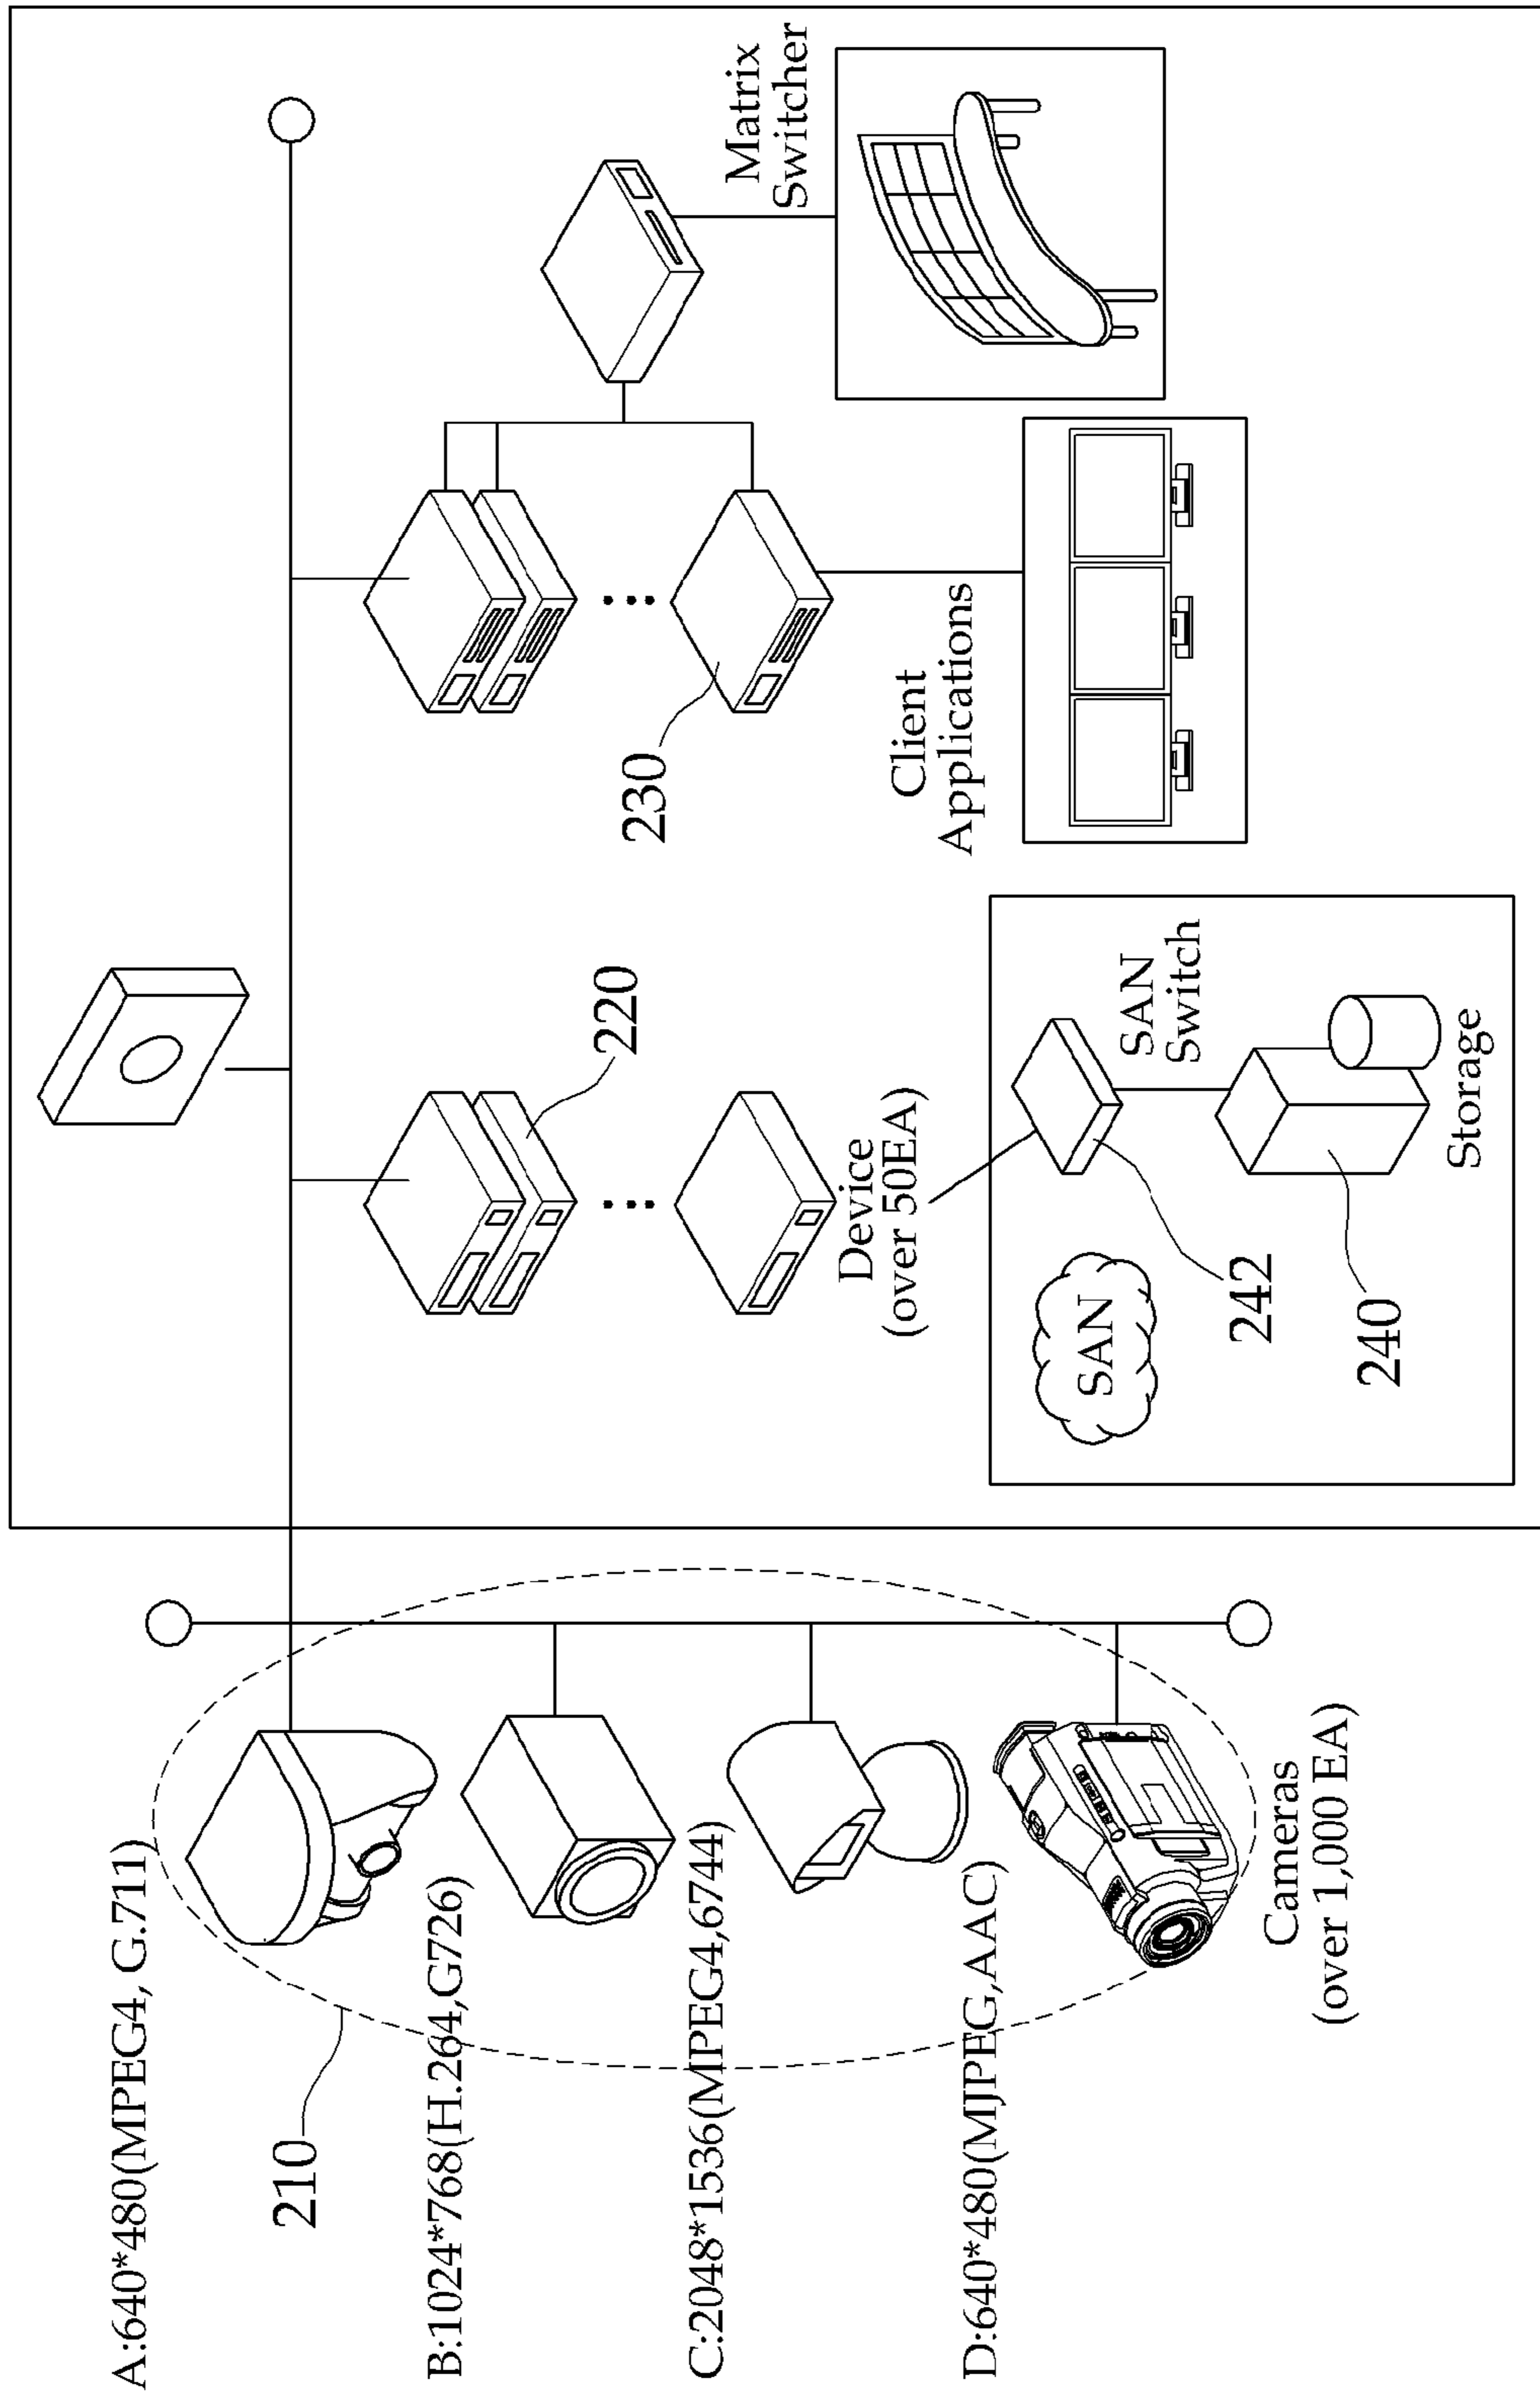 A:640*480(MPEG4, G.711)
210
B:1024*768(H.264,G726)
C:2048*1536(MPEG4,6744)
D:640*480(MJPEG,AAC)
Cameras
(over 1,000 EA)
220
Device
(over 50EA)
SAN
242
SAN
Switch
240
Storage
230
Client
Applications
Matrix
Switcher